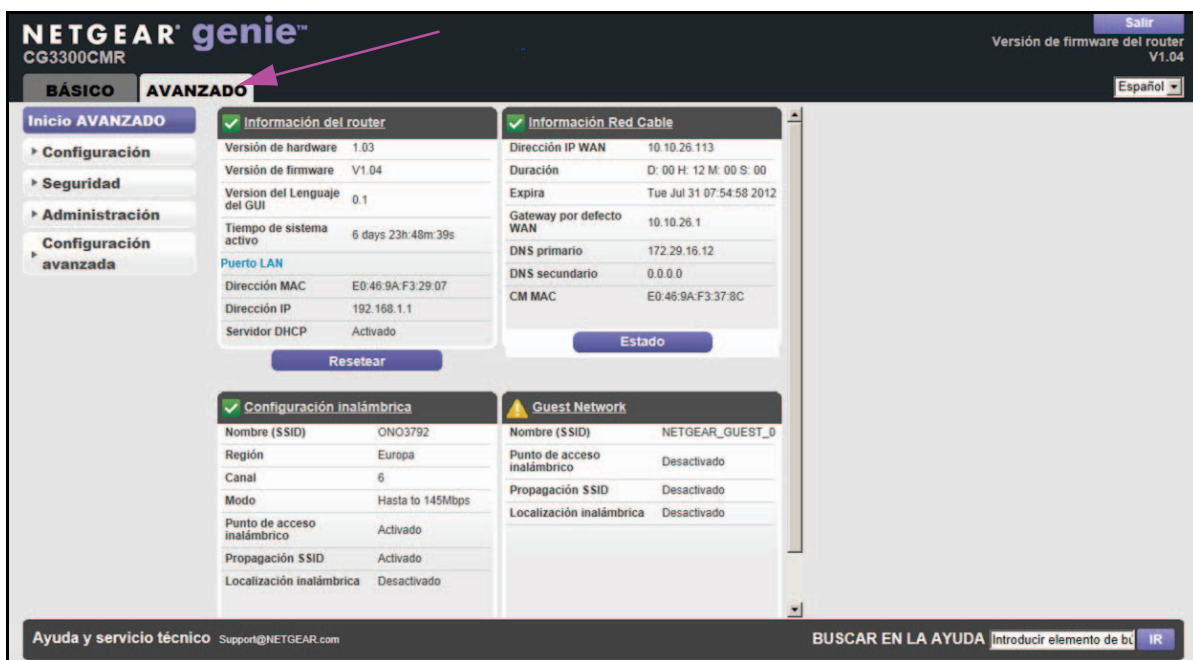 NETGEAR® genie™
CG3300CMR
Salir
Versión de firmware del router
V1.04
BÁSICO
AVANZADO
Español
Inicio AVANZADO
Configuración
Seguridad
Administración
Configuración
avanzada
Información del router
Versión de hardware 1.03
Versión de firmware V1.04
Version del Lenguaje
del GUI 0.1
Tiempo de sistema
activo 6 days 23h:48m:39s
Puerto LAN
Dirección MAC E0:46:9A:F3:29:07
Dirección IP 192.168.1.1
Servidor DHCP Activado
Resetear
Información Red Cable
Dirección IP WAN 10.10.26.113
Duración D: 00 H: 12 M: 00 S: 00
Expira Tue Jul 31 07:54:58 2012
Gateway por defecto
WAN 10.10.26.1
DNS primario 172.29.16.12
DNS secundario 0.0.0.0
CM MAC E0:46:9A:F3:37:8C
Estado
Configuración inalámbrica
Nombre (SSID) ONO3792
Región Europa
Canal 6
Modo Hasta to 145Mbps
Punto de acceso
inalámbrico Activado
Propagación SSID Activado
Localización inalámbrica Desactivado
Guest Network
Nombre (SSID) NETGEAR_GUEST_0
Punto de acceso
inalámbrico Desactivado
Propagación SSID Desactivado
Localización inalámbrica Desactivado
Ayuda y servicio técnico Support@NETGEAR.com
BUSCAR EN LA AYUDA Introducir elemento de bú IR